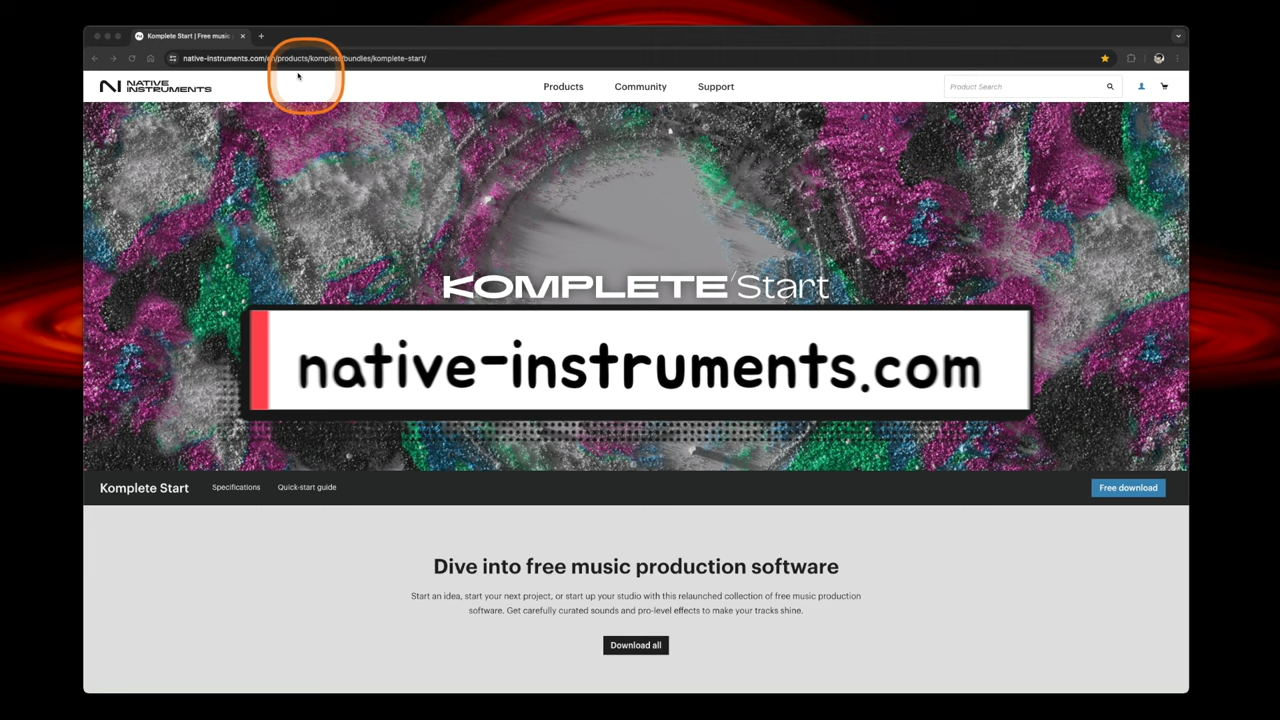 Komplete Start | Free music
native-instruments.com/en/products/komplete/bundles/komplete-start/
NATIVE INSTRUMENTS
Products
Community
Support
Product Search
KOMPLETE/Start
native-instruments.com
Komplete Start
Specifications
Quick-start guide
Free download
Dive into free music production software
Start an idea, start your next project, or start up your studio with this relaunched collection of free music production
software. Get carefully curated sounds and pro-level effects to make your tracks shine.
Download all